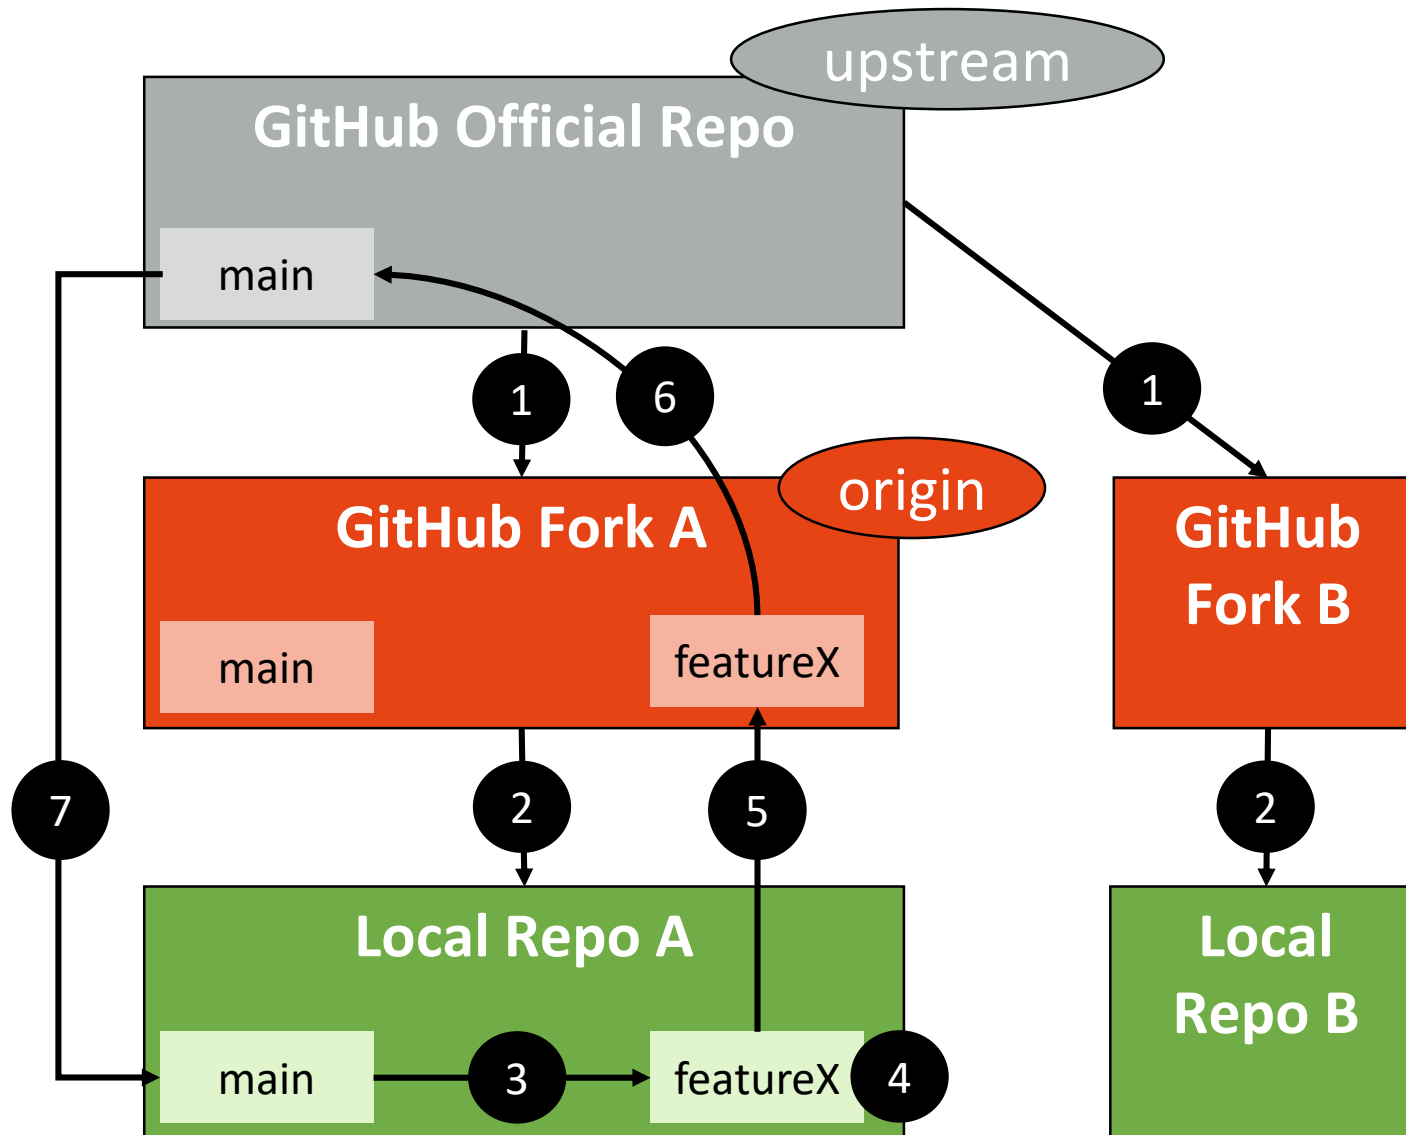 upstream
GitHub Official Repo
main
1
6
1
origin
GitHub Fork A
GitHub
Fork B
main
featureX
7
2
5
2
Local Repo A
Local
Repo B
main
3
featureX
4